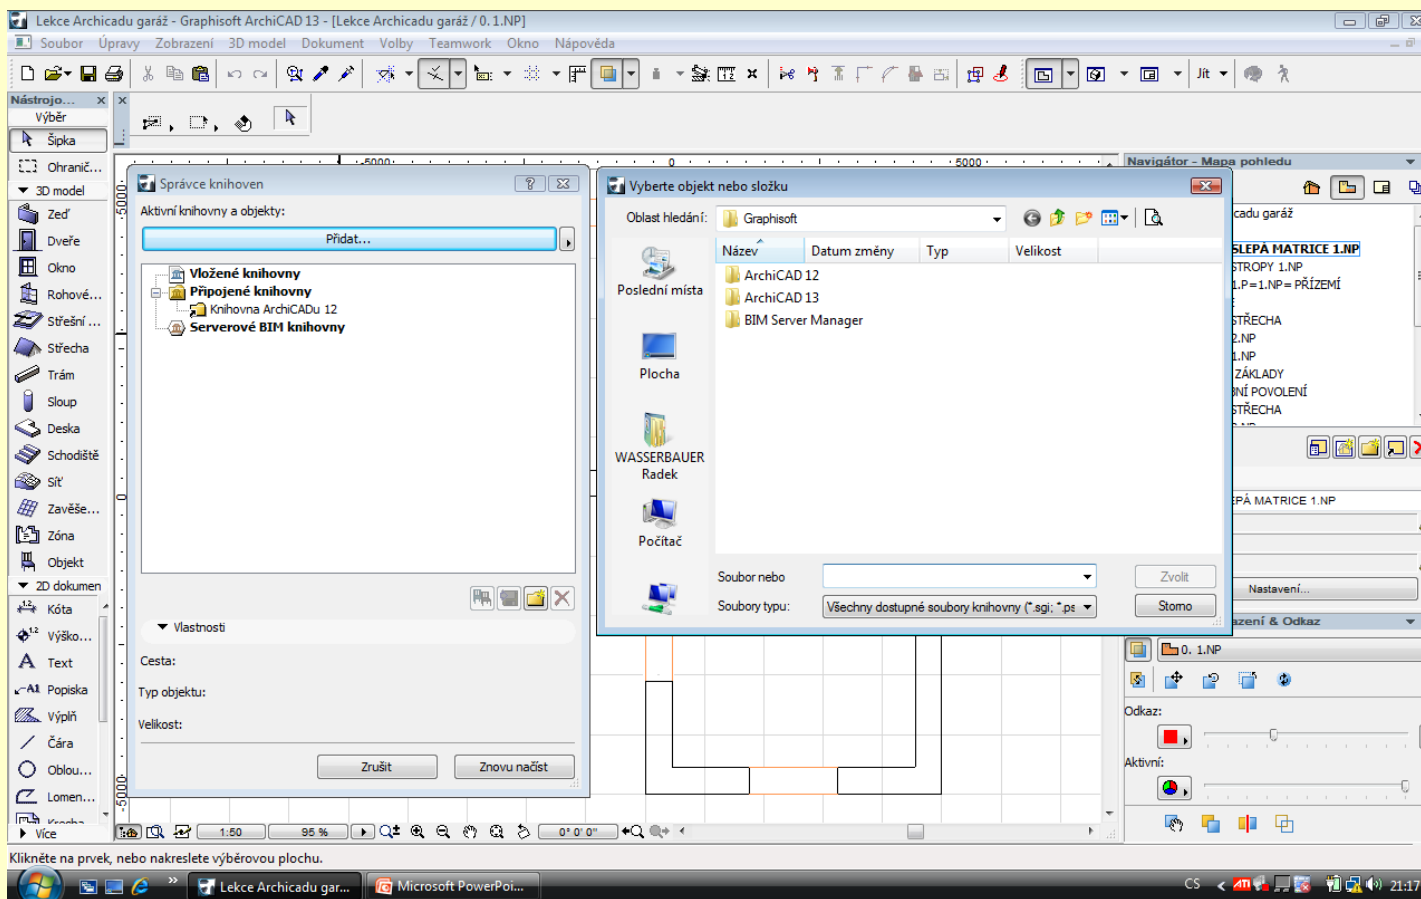 Lekce Archicadu garáž - Graphisoft ArchiCAD 13 - [Lekce Archicadu garáž / 0. 1.NP]
Soubor Úpravy Zobrazení 3D model Dokument Volby Teamwork Okno Nápověda
Jít
Nástrojo...
Výběr
Šipka
Ohranič...
3D model
Zeď
Dveře
Okno
Rohové...
Střešní ...
Střecha
Trám
Sloup
Deska
Schodiště
Síť
Zavěše...
Zóna
Objekt
2D dokumen
Kóta
Výško...
Text
Popiska
Výplň
Čára
Oblou...
Lomen...
Více
-5000 0 5000
5000
0
-5000
Správce knihoven
Aktivní knihovny a objekty:
Přidat...
Vložené knihovny
Připojené knihovny
Knihovna ArchiCADu 12
Serverové BIM knihovny
Vlastnosti
Cesta:
Typ objektu:
Velikost:
Zrušit Znovu načíst
Vyberte objekt nebo složku
Oblast hledání: Graphisoft
Název Datum změny Typ Velikost
ArchiCAD 12
ArchiCAD 13
BIM Server Manager
Poslední místa
Plocha
WASSERBAUER
Radek
Počítač
Soubor nebo
Zvolit
Soubory typu: Všechny dostupné soubory knihovny (*.sgi; *.ps
Storno
Navigátor - Mapa pohledu
cadu garáž
SLEPÁ MATRICE 1.NP
STROPY 1.NP
1.P=1.NP= PŘÍZEMÍ
STŘECHA
2.NP
1.NP
ZÁKLADY
BNÍ POVOLENÍ
STŘECHA
EPÁ MATRICE 1.NP
Nastavení...
azení & Odkaz
0. 1.NP
Odkaz:
Aktivní:
1:50 95 % 0° 0' 0"
Klikněte na prvek, nebo nakreslete výběrovou plochu.
Lekce Archicadu gar... Microsoft PowerPoi... CS ATI 21:17